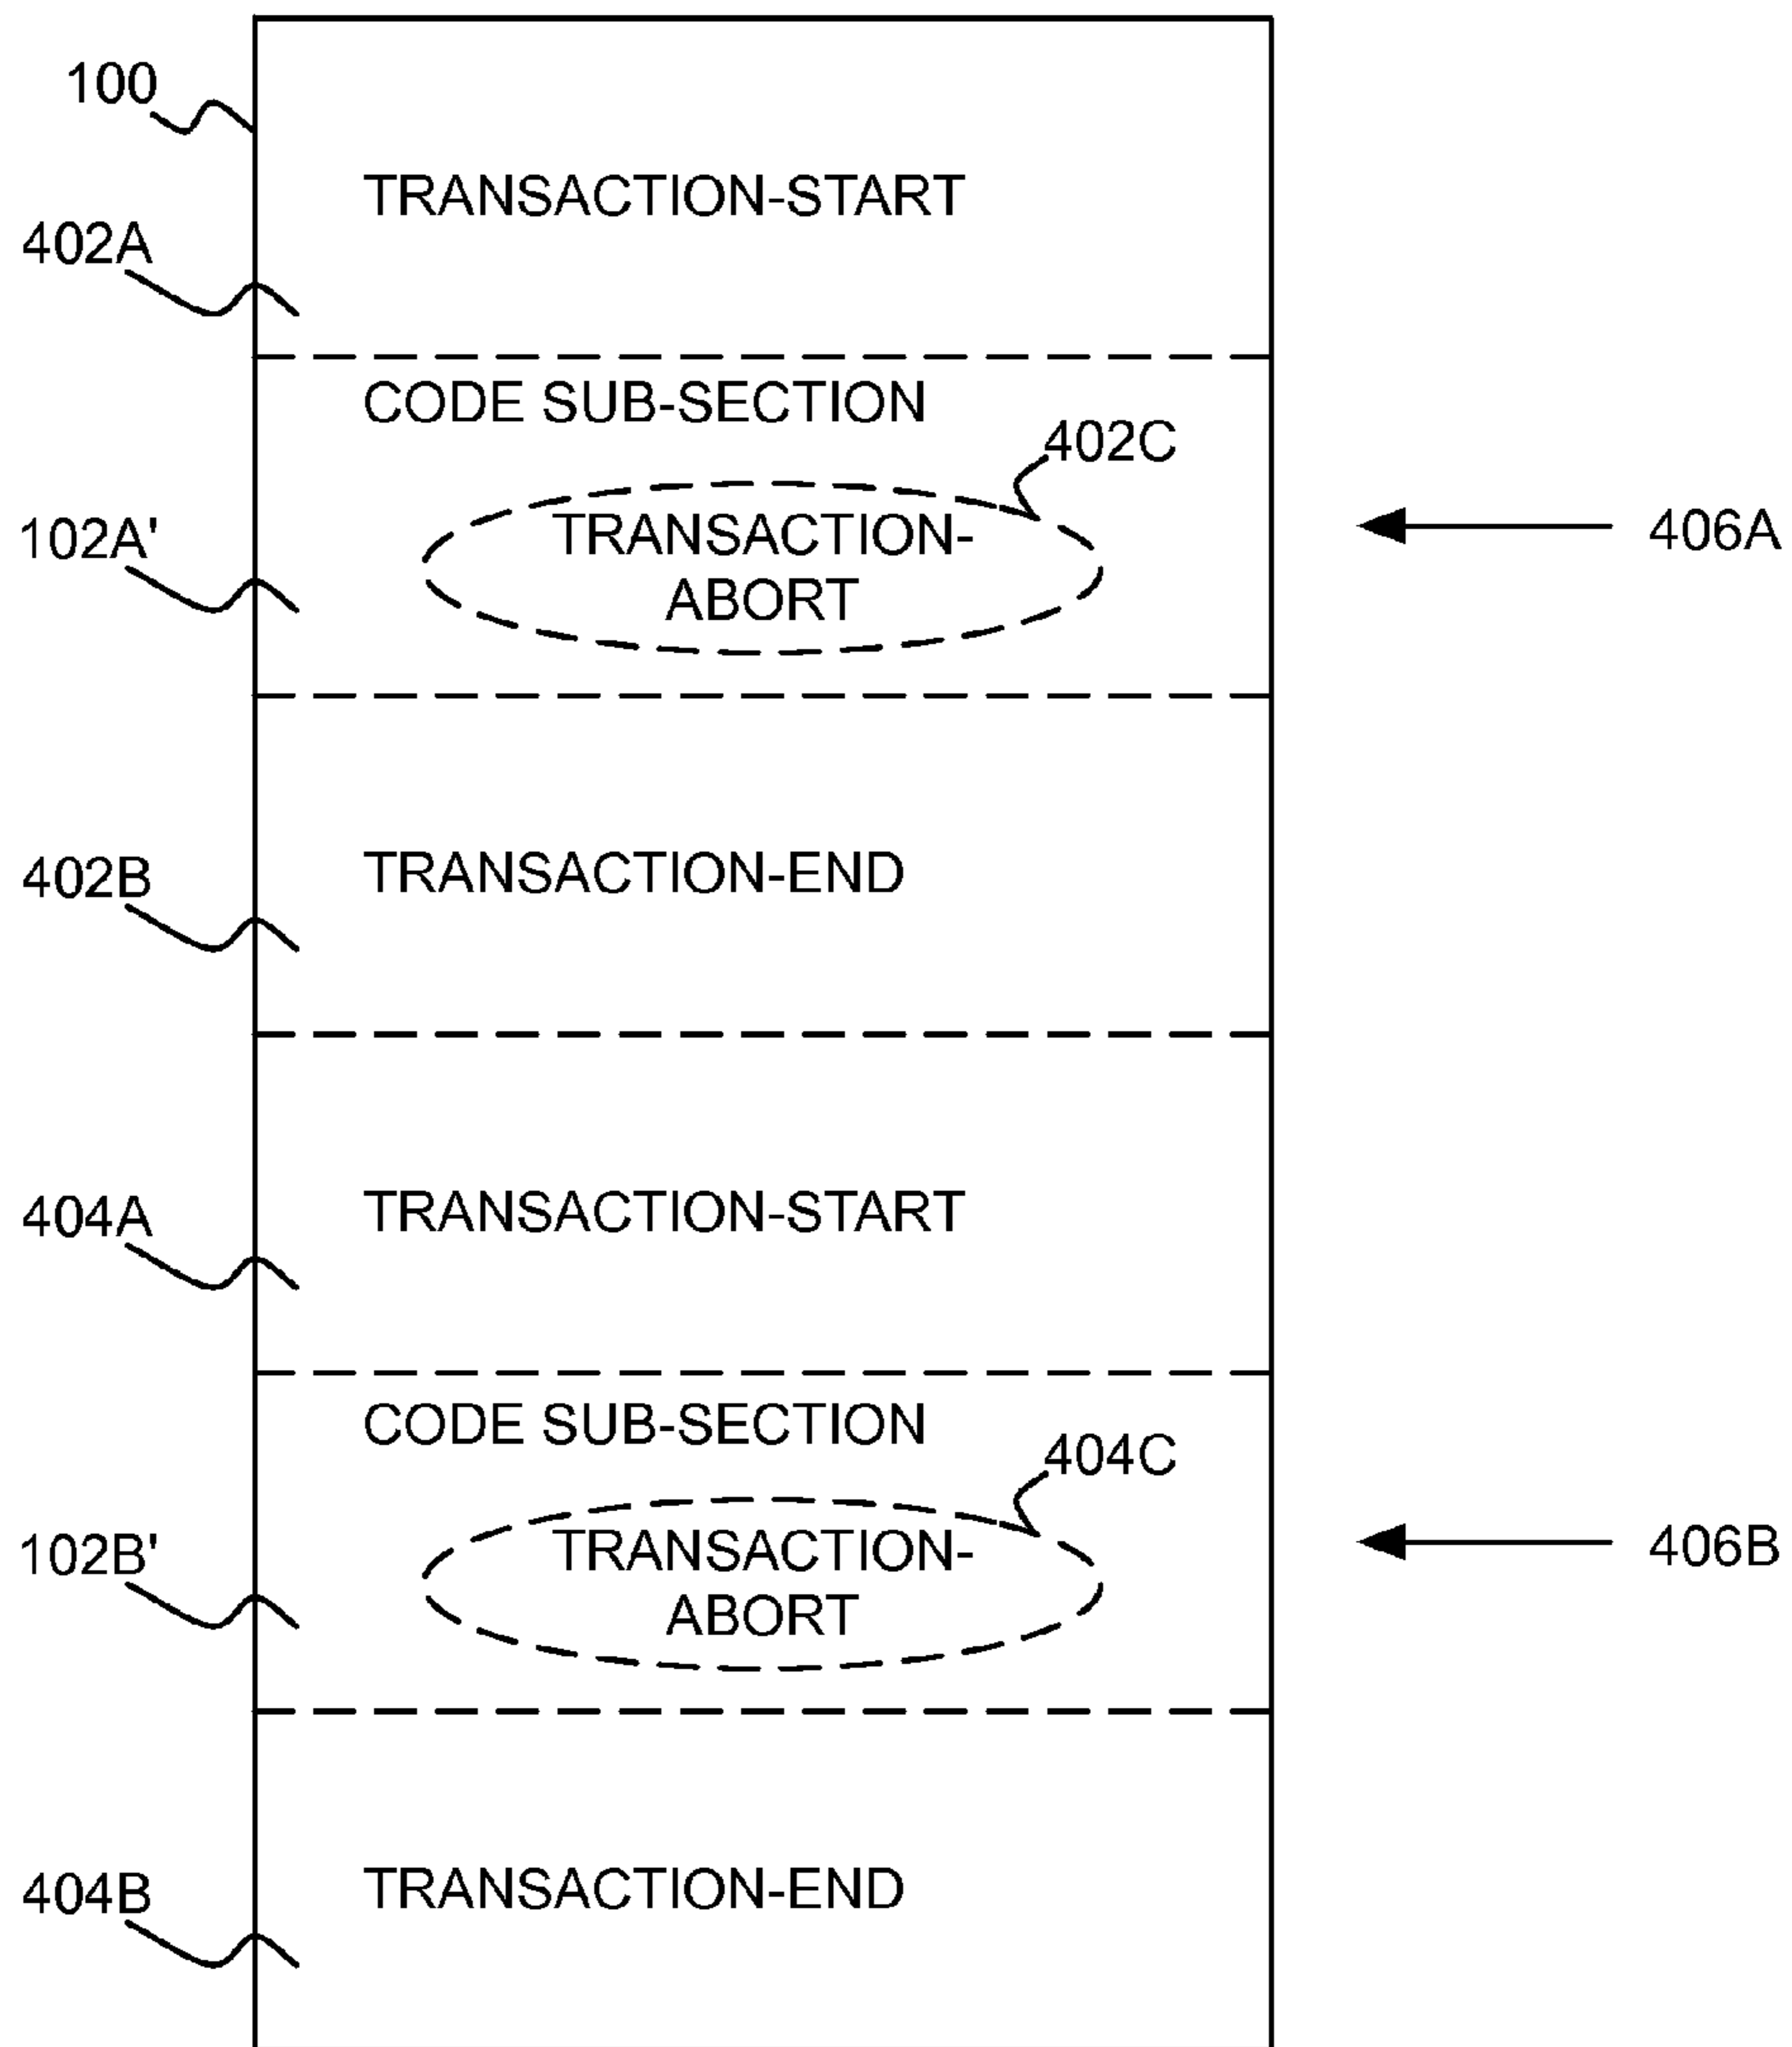 100
TRANSACTION-START
402A
CODE SUB-SECTION
402C
102A'
TRANSACTION-
ABORT
406A
402B
TRANSACTION-END
404A
TRANSACTION-START
CODE SUB-SECTION
404C
102B'
TRANSACTION-
ABORT
406B
404B
TRANSACTION-END